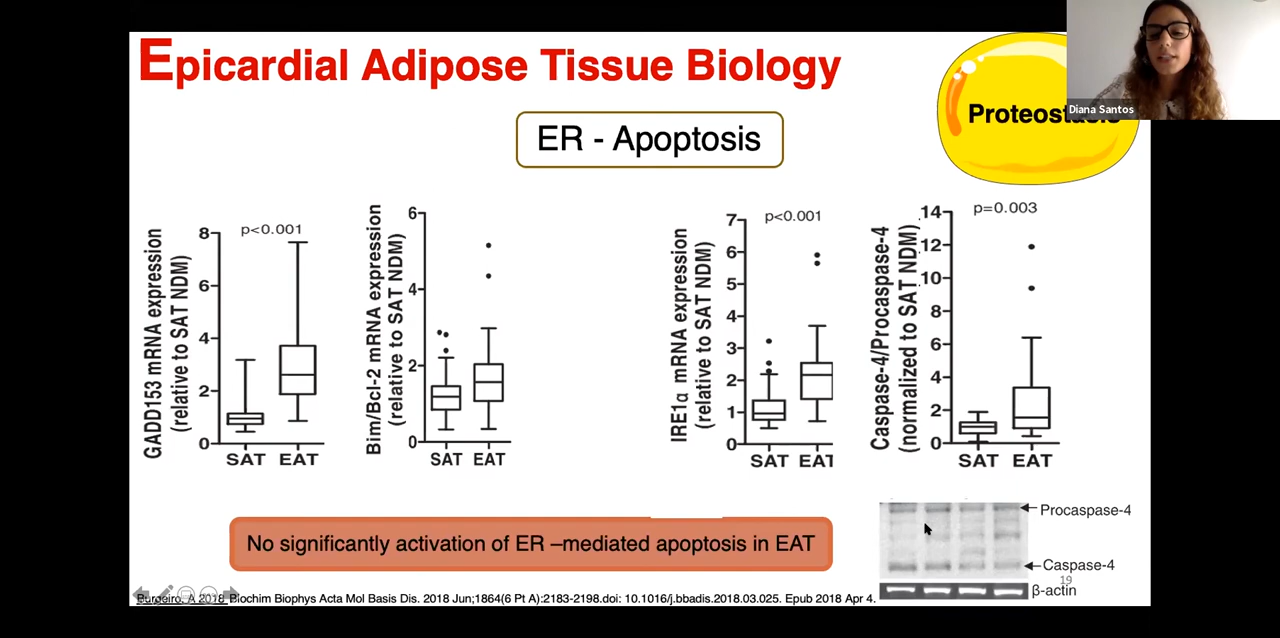 Epicardial Adipose Tissue Biology
ER - Apoptosis
Diana Santos
GADD153 mRNA expression
(relative to SAT NDM)
p<0.001
8
6
4
2
0
SAT EAT
Bim/Bcl-2 mRNA expression
(relative to SAT NDM)
6
4
2
0
SAT EAT
IRE1α mRNA expression
(relative to SAT NDM)
p<0.001
7
6
5
4
3
2
1
0
SAT EAT
Caspase-4/Procaspase-4
(normalized to SAT NDM)
p=0.003
14
12
10
8
6
4
2
0
SAT EAT
No significantly activation of ER –mediated apoptosis in EAT
Procaspase-4
Caspase-4
19
β-actin
Burgeiro, A 2018, Biochim Biophys Acta Mol Basis Dis. 2018 Jun;1864(6 Pt A):2183-2198.doi: 10.1016/j.bbadis.2018.03.025. Epub 2018 Apr 4.